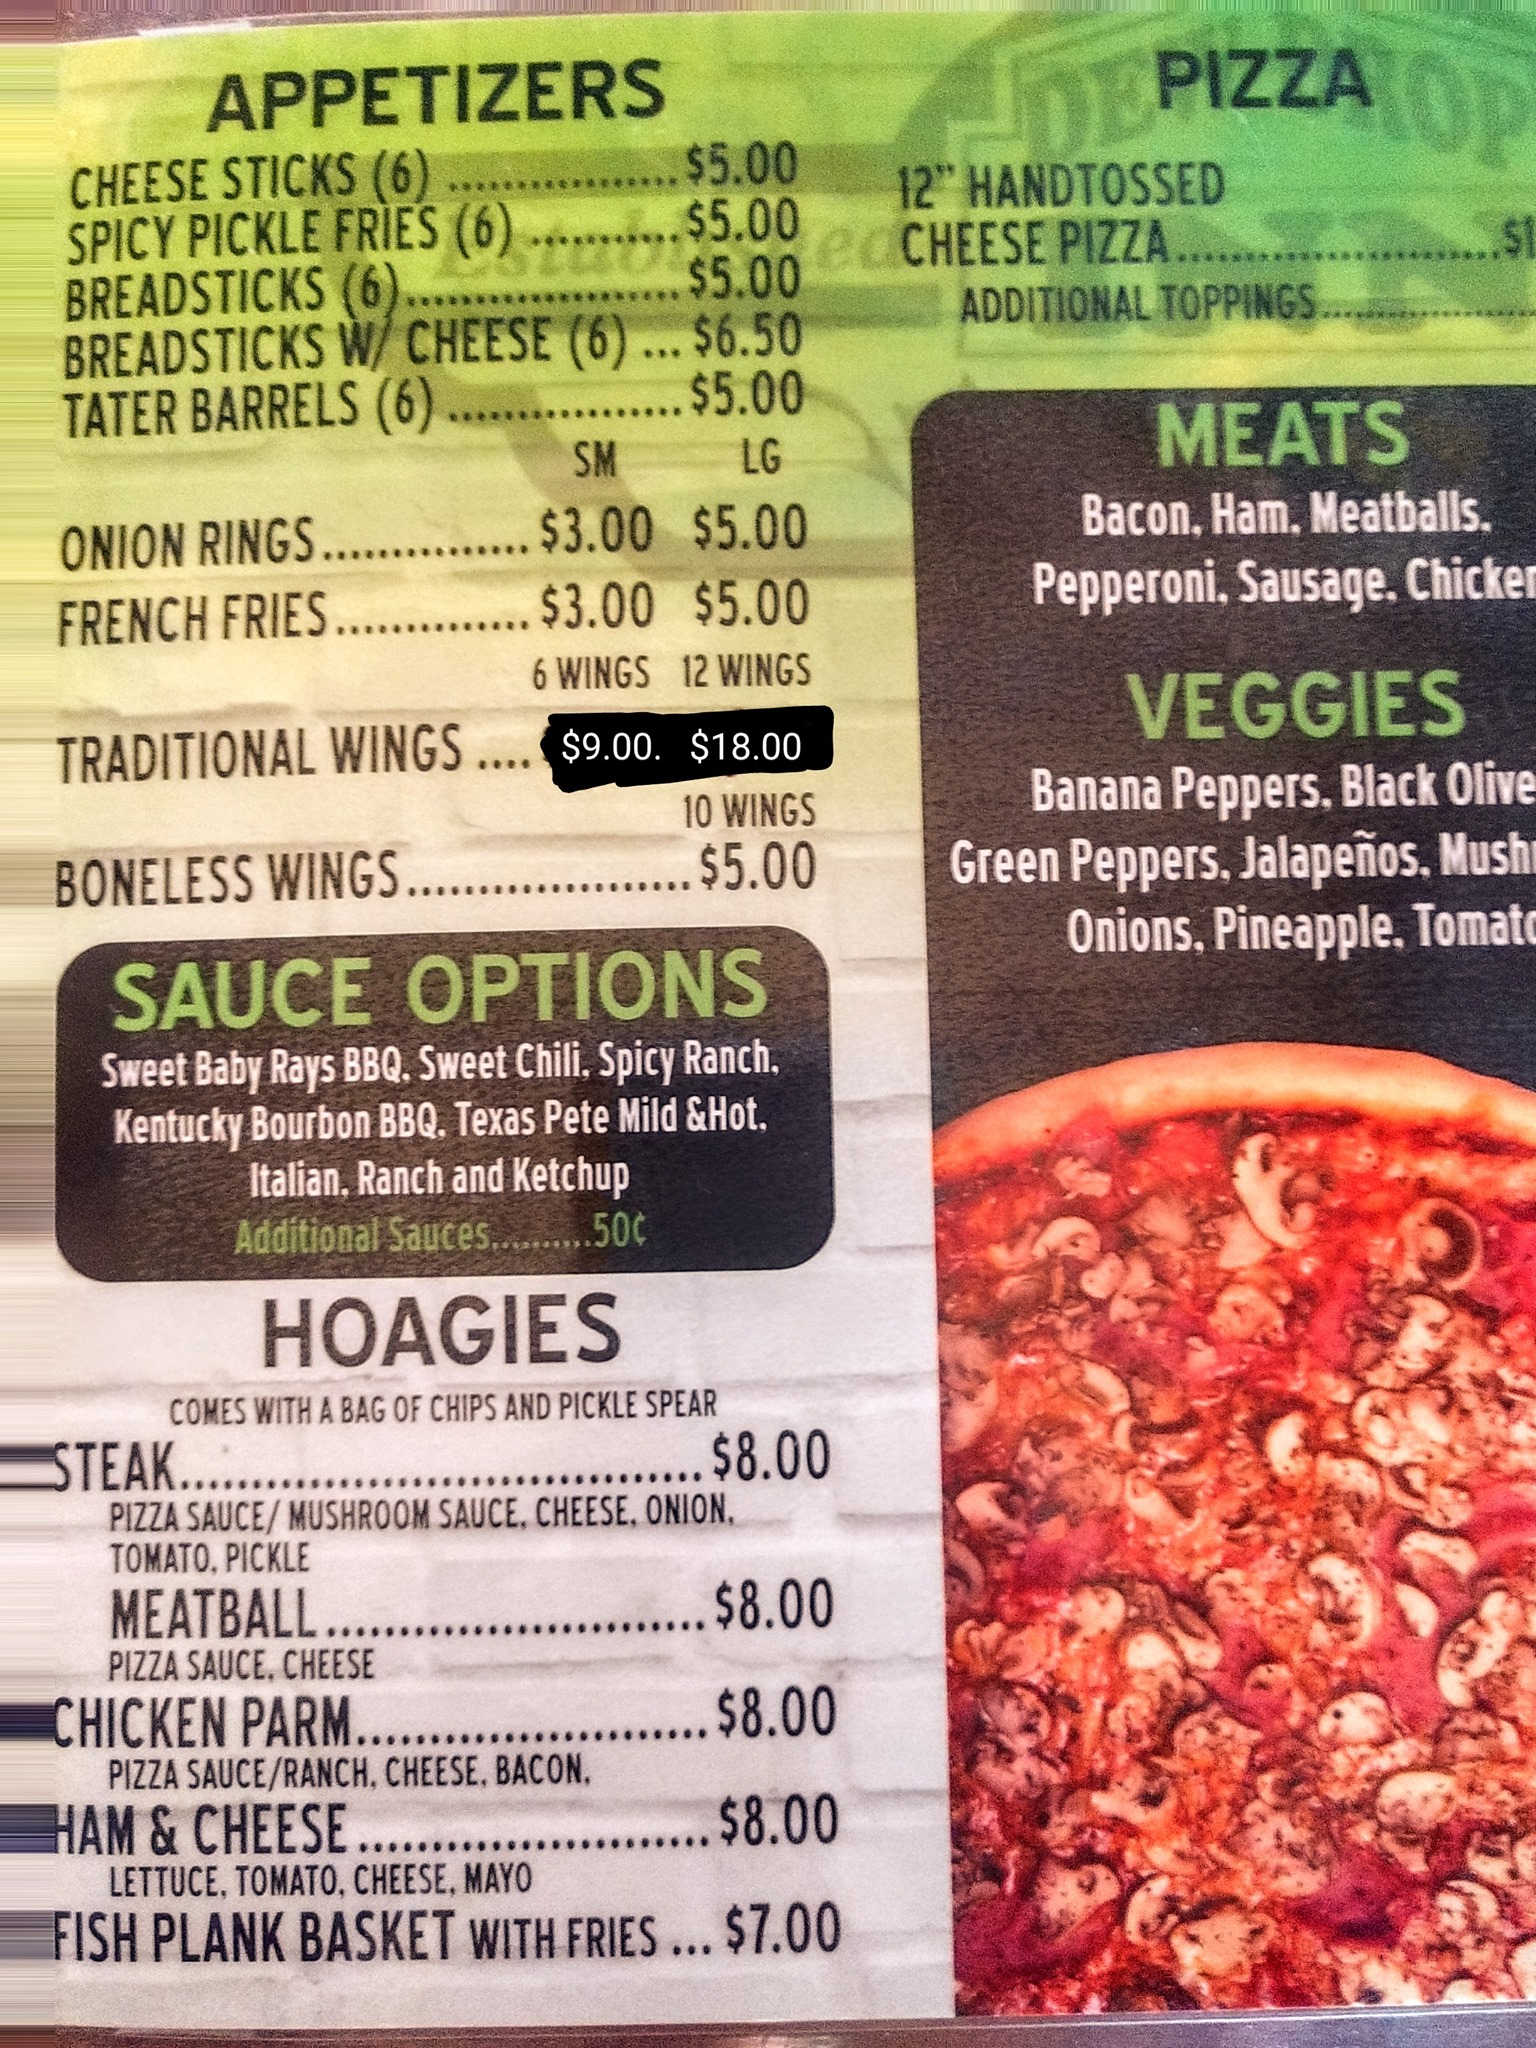 APPETIZERS
CHEESE STICKS (6) ....................$5.00
SPICY PICKLE FRIES (6) .............$5.00
BREADSTICKS (6)........................$5.00
BREADSTICKS W/ CHEESE (6) ... $6.50
TATER BARRELS (6) ....................$5.00
SM LG
ONION RINGS............... $3.00 $5.00
FRENCH FRIES.............. $3.00 $5.00
6 WINGS 12 WINGS
TRADITIONAL WINGS .... $9.00. $18.00
10 WINGS
BONELESS WINGS..................... $5.00
SAUCE OPTIONS
Sweet Baby Rays BBQ, Sweet Chili, Spicy Ranch,
Kentucky Bourbon BBQ, Texas Pete Mild &Hot,
Italian, Ranch and Ketchup
Additional Sauces..........50¢
HOAGIES
COMES WITH A BAG OF CHIPS AND PICKLE SPEAR
STEAK..................................... $8.00
PIZZA SAUCE/ MUSHROOM SAUCE, CHEESE, ONION,
TOMATO, PICKLE
MEATBALL........................... $8.00
PIZZA SAUCE, CHEESE
CHICKEN PARM......................... $8.00
PIZZA SAUCE/RANCH, CHEESE, BACON,
HAM & CHEESE ......................... $8.00
LETTUCE, TOMATO, CHEESE, MAYO
FISH PLANK BASKET WITH FRIES ... $7.00
PIZZA
12" HANDTOSSED
CHEESE PIZZA..........................$1
ADDITIONAL TOPPINGS....................
MEATS
Bacon, Ham, Meatballs,
Pepperoni, Sausage, Chicken
VEGGIES
Banana Peppers, Black Olive
Green Peppers, Jalapeños, Mushr
Onions, Pineapple, Tomato